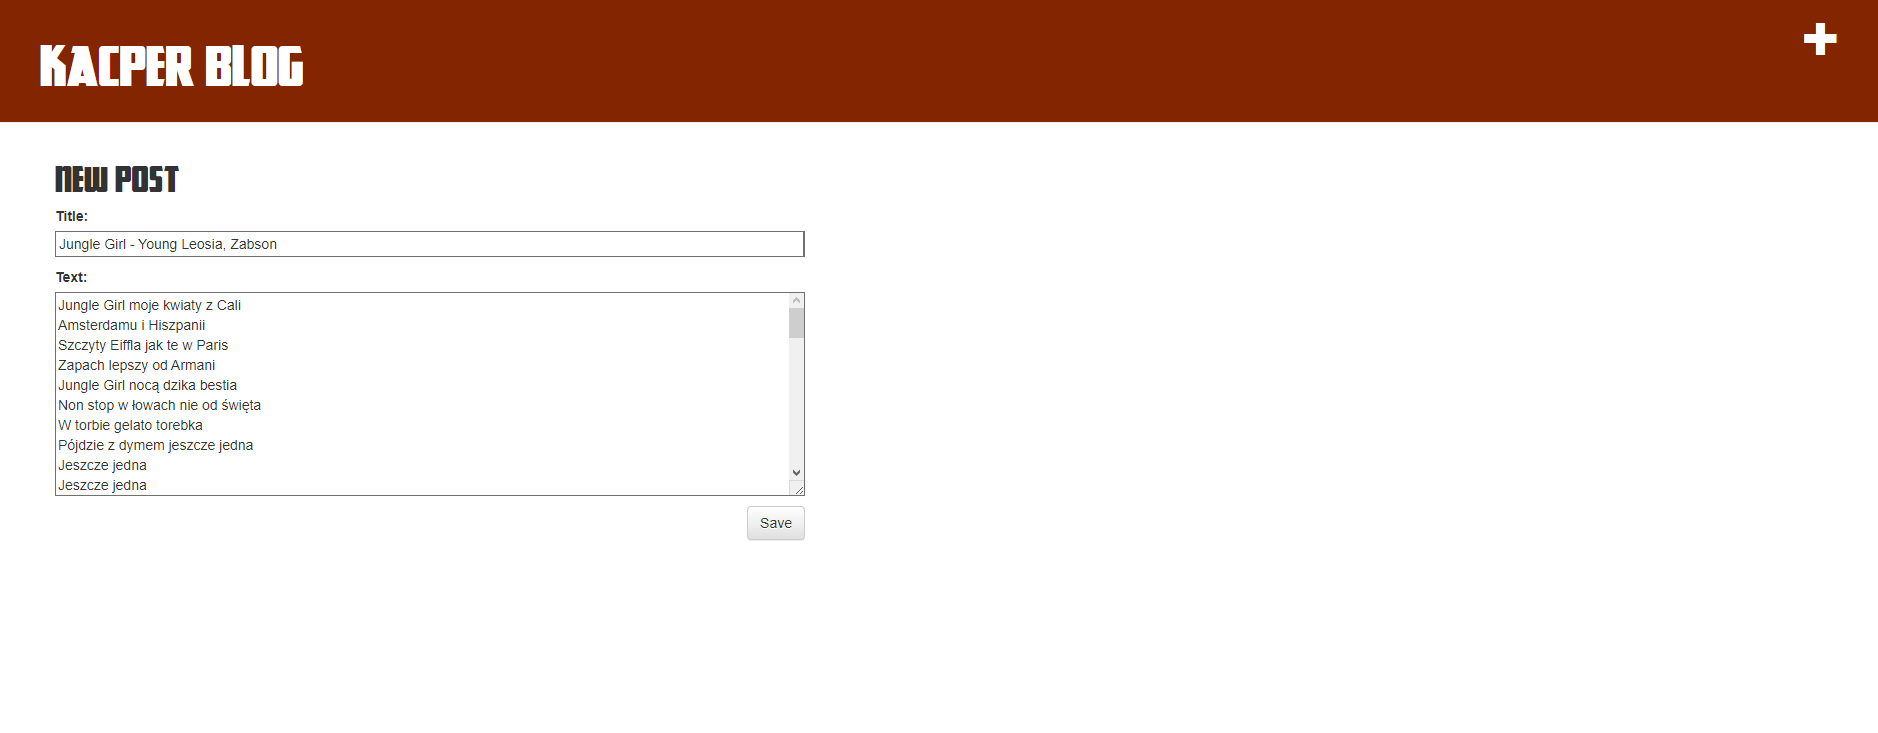 KACPER BLOG
NEW POST
Title:
Jungle Girl - Young Leosia, Zabson
Text:
Jungle Girl moje kwiaty z Cali
Amsterdamu i Hiszpanii
Szczyty Eiffla jak te w Paris
Zapach lepszy od Armani
Jungle Girl nocą dzika bestia
Non stop w łowach nie od święta
W torbie gelato torebka
Pójdzie z dymem jeszcze jedna
Jeszcze jedna
Jeszcze jedna
Save